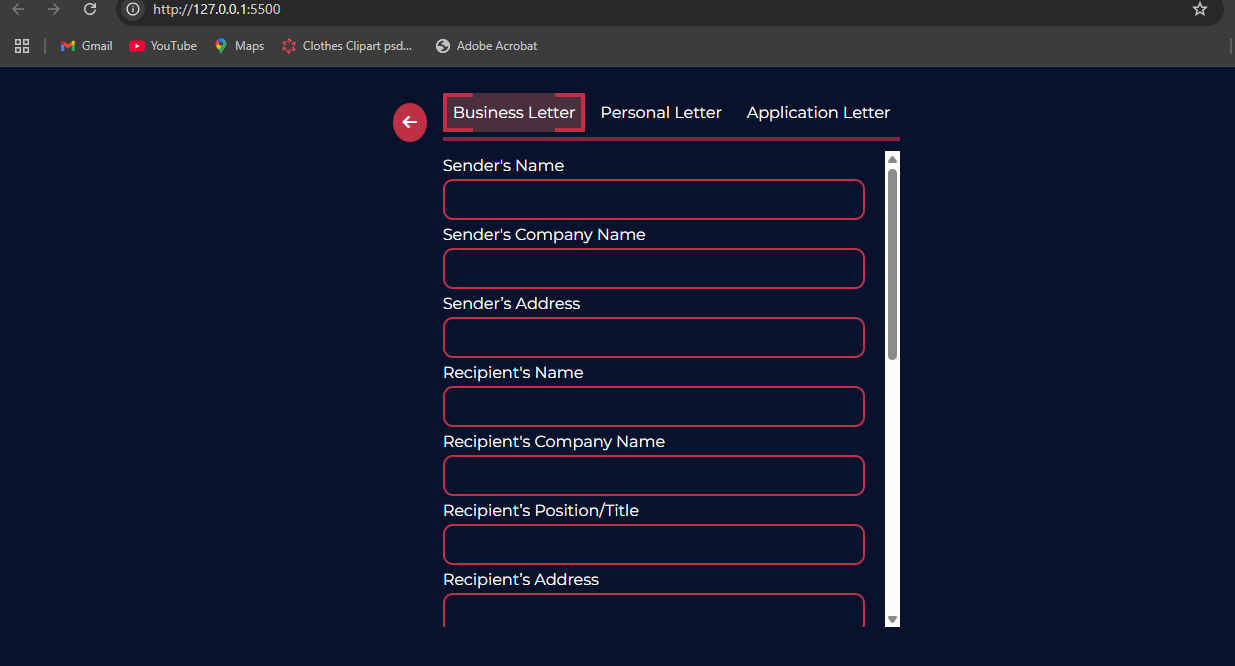 http://127.0.0.1:5500
Gmail YouTube Maps Clothes Clipart psd... Adobe Acrobat
Business Letter Personal Letter Application Letter
Sender's Name
Sender's Company Name
Sender’s Address
Recipient's Name
Recipient's Company Name
Recipient’s Position/Title
Recipient’s Address